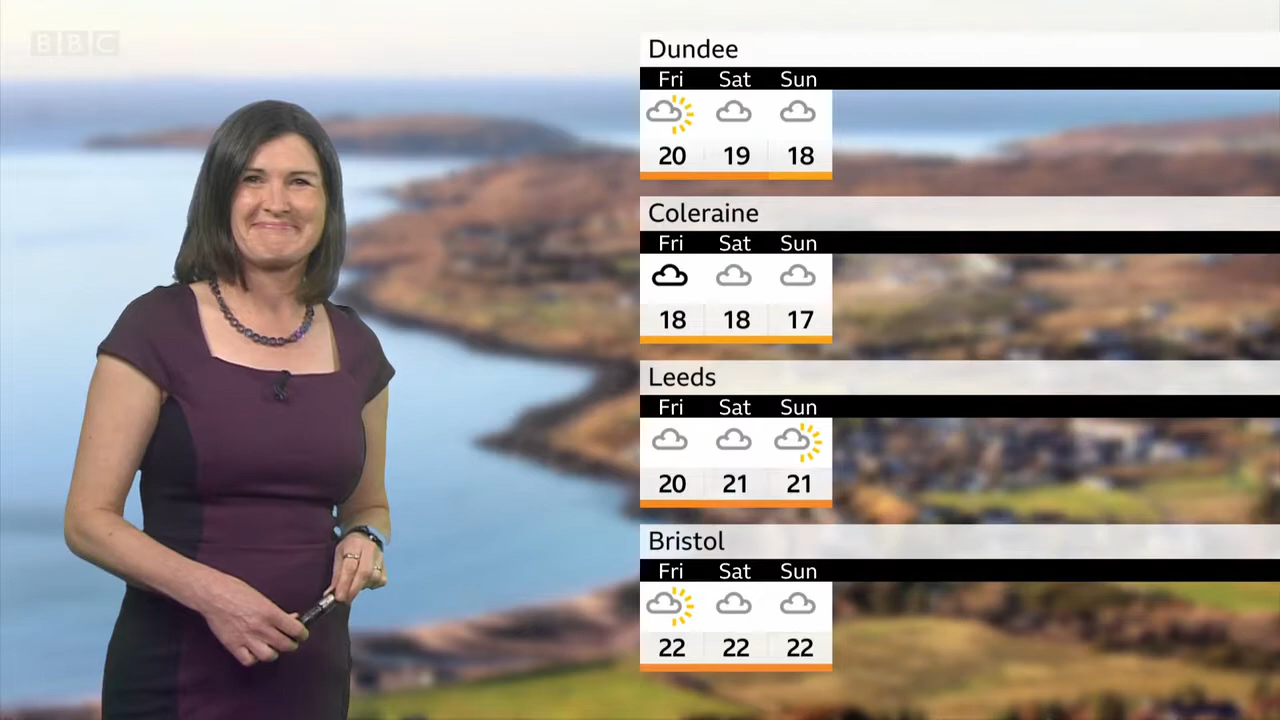 BBC
Dundee
Fri Sat Sun
20 19 18
Coleraine
Fri Sat Sun
18 18 17
Leeds
Fri Sat Sun
20 21 21
Bristol
Fri Sat Sun
22 22 22